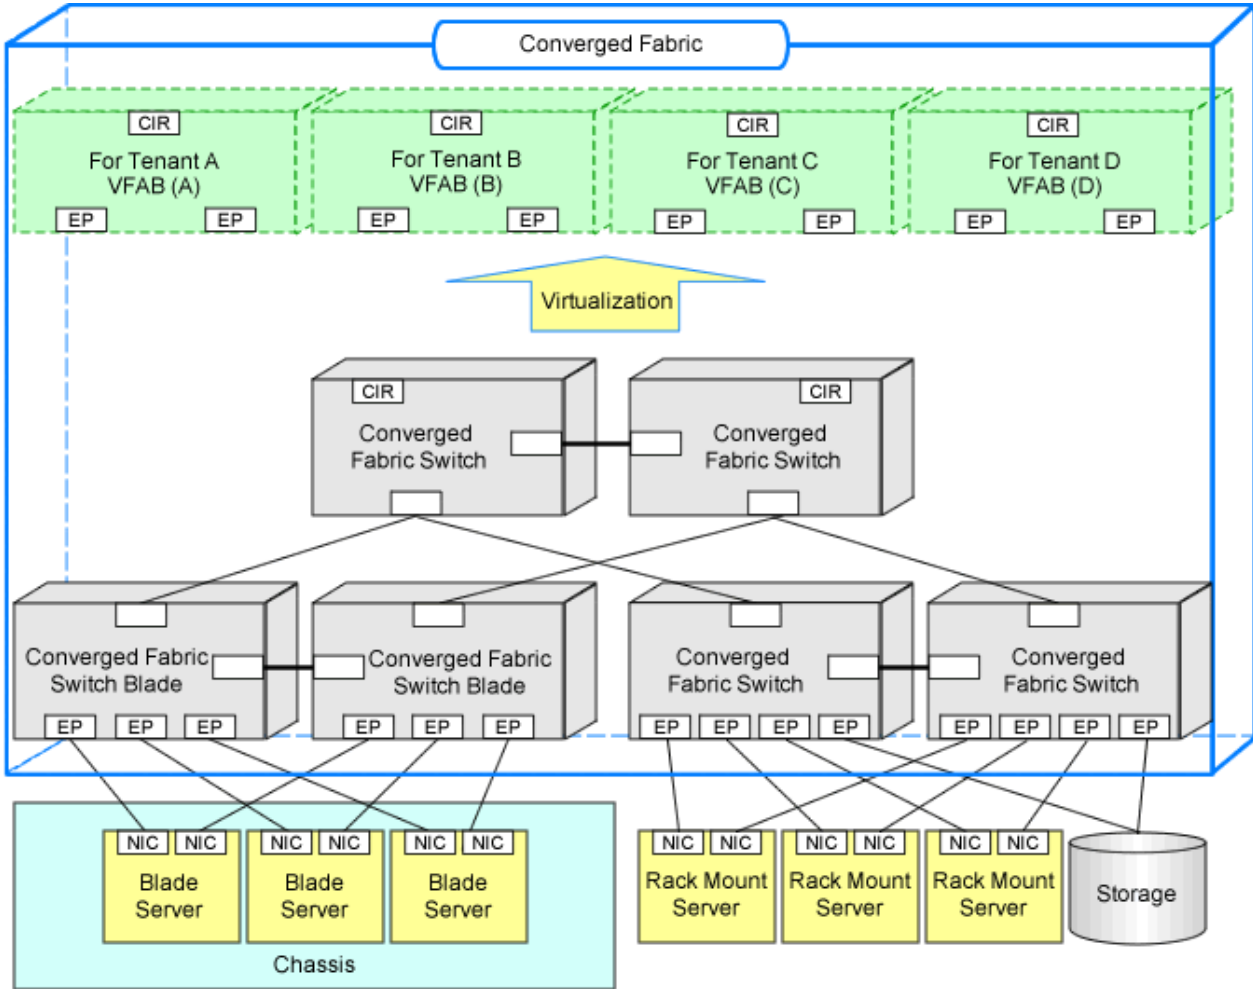 Converged Fabric
CIR
CIR
CIR
CIR
For Tenant A
VFAB (A)
For Tenant B
VFAB (B)
For Tenant C
VFAB (C)
For Tenant D
VFAB (D)
EP
EP
EP
EP
EP
EP
EP
EP
Virtualization
CIR
CIR
Converged
Fabric Switch
Converged
Fabric Switch
Converged Fabric
Switch Blade
Converged Fabric
Switch Blade
Converged
Fabric Switch
Converged
Fabric Switch
EP
EP
EP
EP
EP
EP
EP
EP
EP
EP
EP
EP
EP
EP
NIC
NIC
NIC
NIC
NIC
NIC
NIC
NIC
NIC
NIC
NIC
NIC
Blade
Server
Blade
Server
Blade
Server
Rack Mount
Server
Rack Mount
Server
Rack Mount
Server
Storage
Chassis